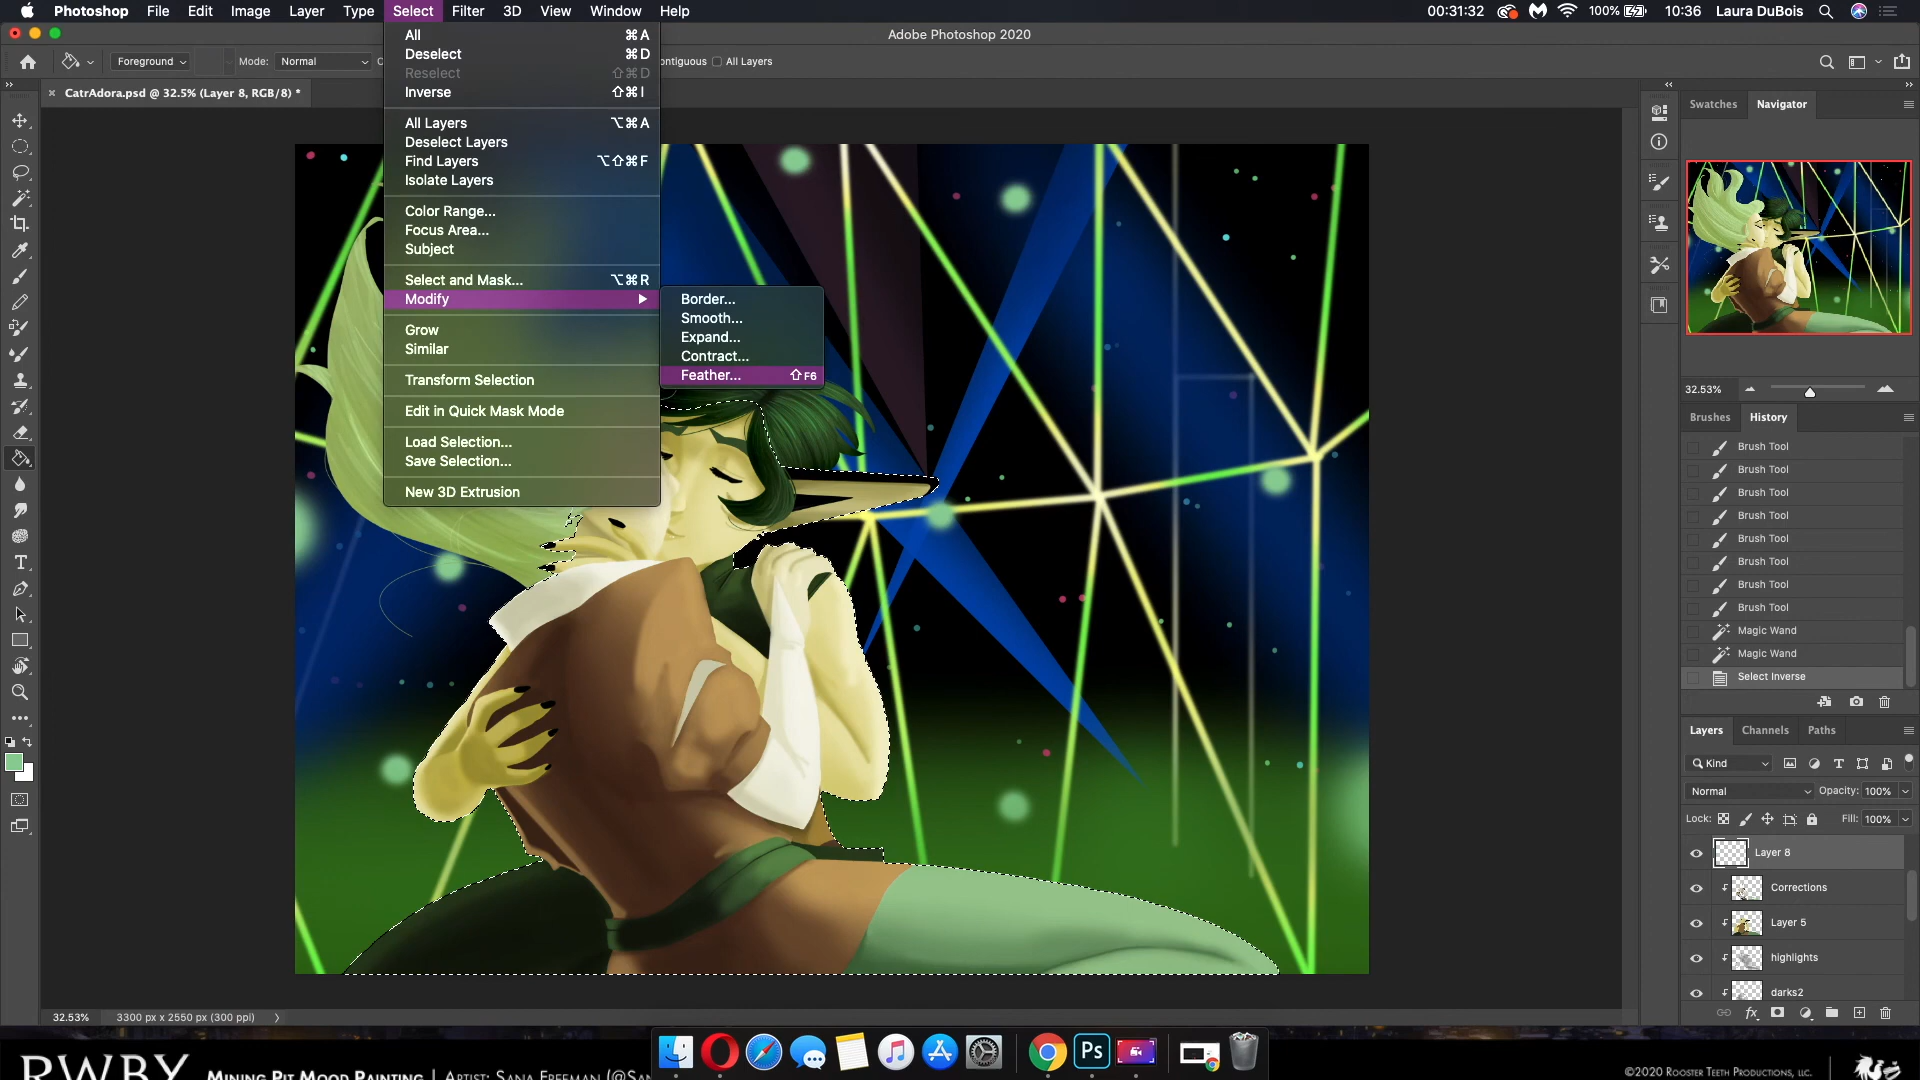 Photoshop File Edit Image Layer Type Select Filter 3D View Window Help 00:31:32 100% 10:36 Laura DuBois
Adobe Photoshop 2020
Foreground Mode: Normal ontiguous All Layers
× CatrAdora.psd @ 32.5% (Layer 8, RGB/8) *
All ⌘A
Deselect ⌘D
Reselect ⇧⌘D
Inverse ⇧⌘I
All Layers ⌥⌘A
Deselect Layers
Find Layers ⌥⇧⌘F
Isolate Layers
Color Range...
Focus Area...
Subject
Select and Mask... ⌥⌘R
Modify
Grow
Similar
Transform Selection
Edit in Quick Mask Mode
Load Selection...
Save Selection...
New 3D Extrusion
Border...
Smooth...
Expand...
Contract...
Feather... ⇧F6
Swatches Navigator
32.53%
Brushes History
Brush Tool
Brush Tool
Brush Tool
Brush Tool
Brush Tool
Brush Tool
Brush Tool
Brush Tool
Magic Wand
Magic Wand
Select Inverse
Layers Channels Paths
Kind
Normal Opacity: 100%
Lock: Fill: 100%
Layer 8
Corrections
Layer 5
highlights
darks2
32.53% 3300 px x 2550 px (300 ppi)
Ps
RWBY Mining Pit Mood Painting | Artist: Sana Freeman (@San
©2020 Rooster Teeth Productions, LLC.